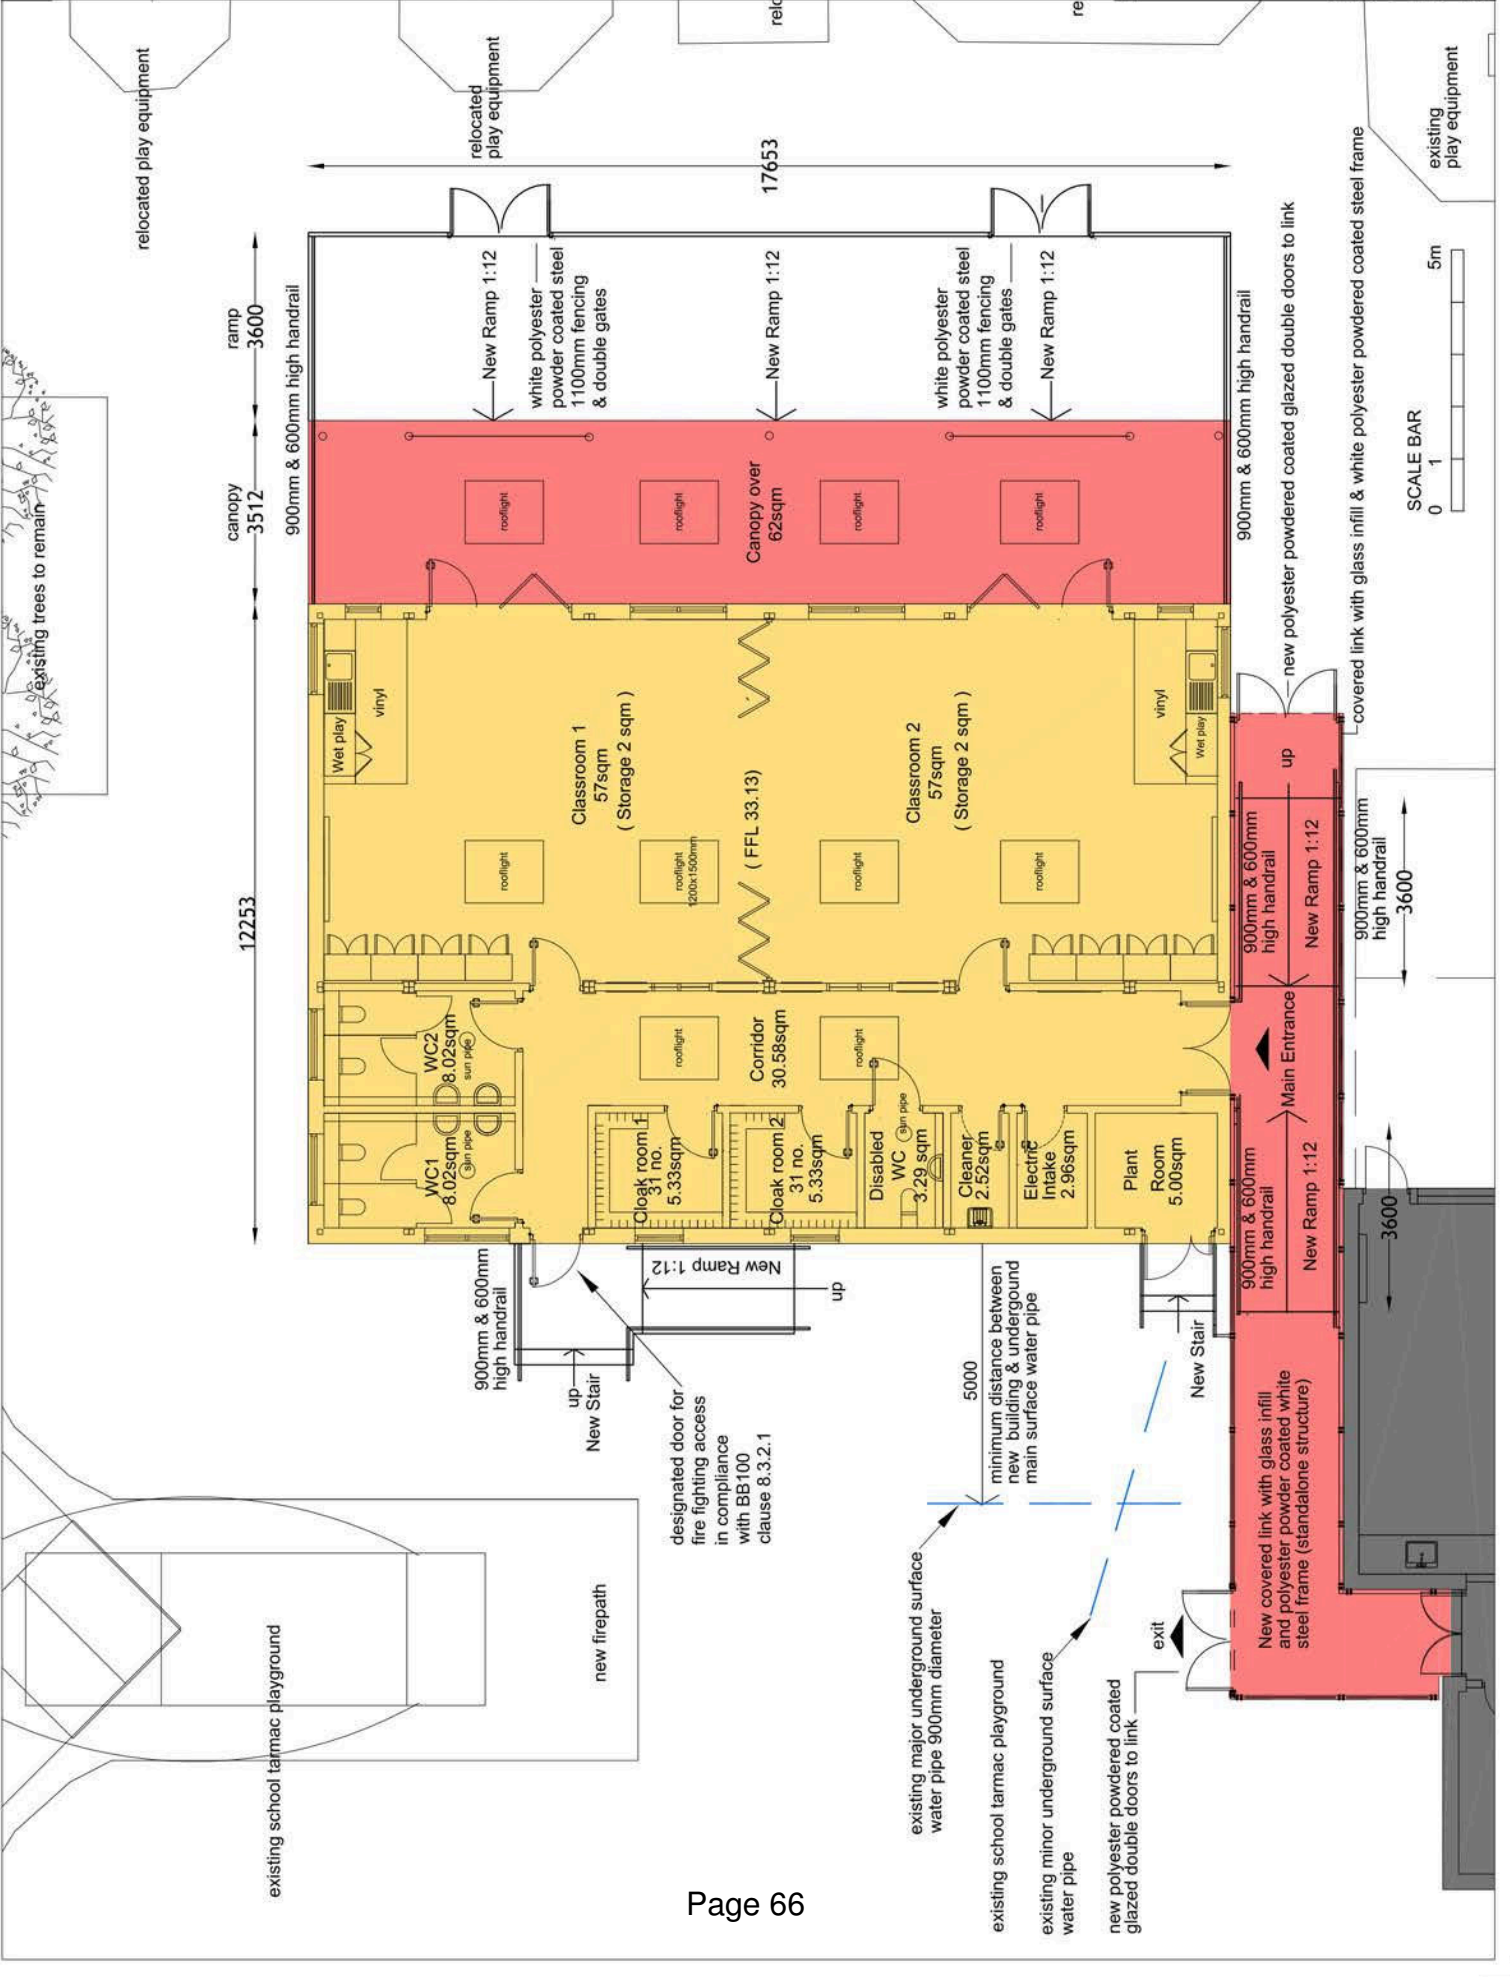 relocated play equipment
relocated
play equipment
relo
re
existing
play equipment
existing trees to remain
ramp
3600
canopy
3512
12253
17653
900mm & 600mm high handrail
New Ramp 1:12
white polyester
powder coated steel
1100mm fencing
& double gates
New Ramp 1:12
white polyester
powder coated steel
1100mm fencing
& double gates
New Ramp 1:12
900mm & 600mm high handrail
rooflight
rooflight
Canopy over
62sqm
rooflight
rooflight
new polyester powdered coated glazed double doors to link
covered link with glass infill & white polyester powdered coated steel frame
SCALE BAR
0
1
5m
Wet play
vinyl
Classroom 1
57sqm
( Storage 2 sqm )
( FFL 33.13)
Classroom 2
57sqm
( Storage 2 sqm )
vinyl
Wet play
rooflight
rooflight
1200x1500mm
rooflight
rooflight
up
900mm & 600mm
high handrail
New Ramp 1:12
900mm & 600mm
high handrail
3600
WC2
8.02sqm
sun pipe
rooflight
Corridor
30.58sqm
rooflight
Main Entrance
WC1
8.02sqm
sun pipe
Cloak room 1
31 no.
5.33sqm
Cloak room 2
31 no.
5.33sqm
Disabled
WC
3.29 sqm
sun pipe
Cleaner
2.52sqm
Electric
Intake
2.96sqm
Plant
Room
5.00sqm
900mm & 600mm
high handrail
New Ramp 1:12
3600
900mm & 600mm
high handrail
up
New Stair
New Ramp 1:12
dn
designated door for
fire fighting access
in compliance
with BB100
clause 8.3.2.1
5000
minimum distance between
new building & undergound
main surface water pipe
New Stair
New covered link with glass infill
and polyester powder coated white
steel frame (standalone structure)
existing school tarmac playground
new firepath
existing major underground surface
water pipe 900mm diameter
existing school tarmac playground
existing minor underground surface
water pipe
exit
new polyester powdered coated
glazed double doors to link
Page 66